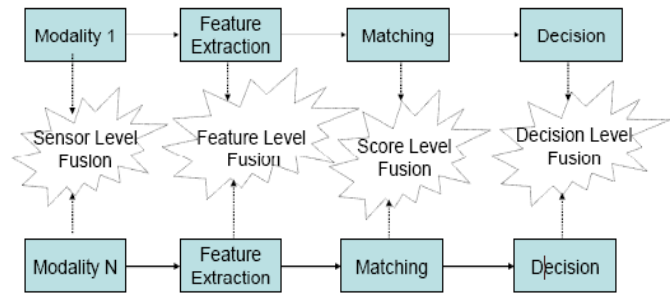 Modality 1
Feature
Extraction
Matching
Decision
Sensor Level
Fusion
Feature Level
Fusion
Score Level
Fusion
Decision Level
Fusion
Modality N
Feature
Extraction
Matching
Decision